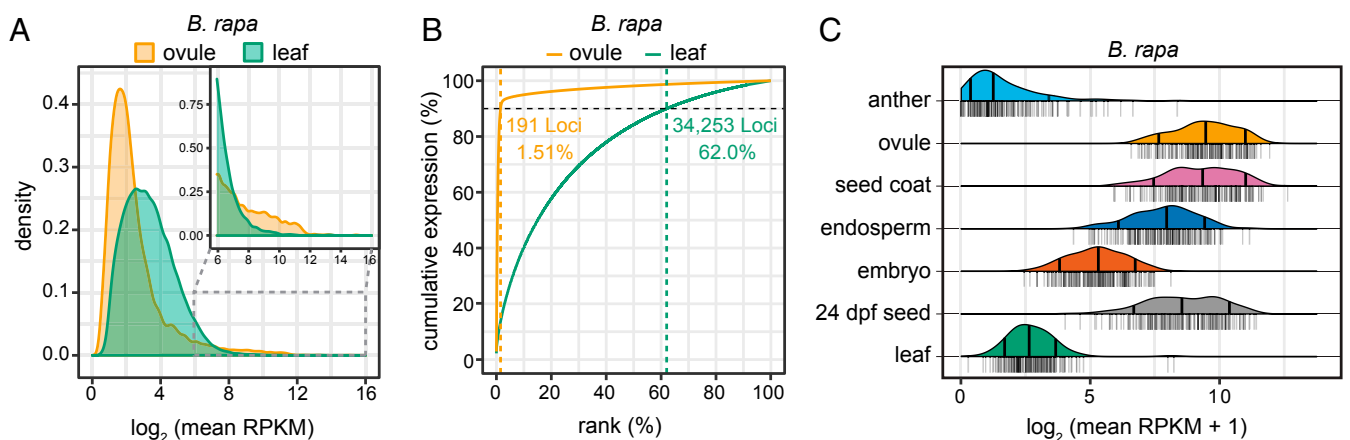 A
B. rapa
ovule leaf
0.4
0.3
0.2
0.1
0.0
density
0.75
0.50
0.25
0.00
6 8 10 12 14 16
0 4 8 12 16
log2 (mean RPKM)
B
B. rapa
ovule leaf
100
80
60
40
20
0
cumulative expression (%)
191 Loci
1.51%
34,253 Loci
62.0%
0 20 40 60 80 100
rank (%)
C
B. rapa
anther
ovule
seed coat
endosperm
embryo
24 dpf seed
leaf
0 5 10
log2 (mean RPKM + 1)